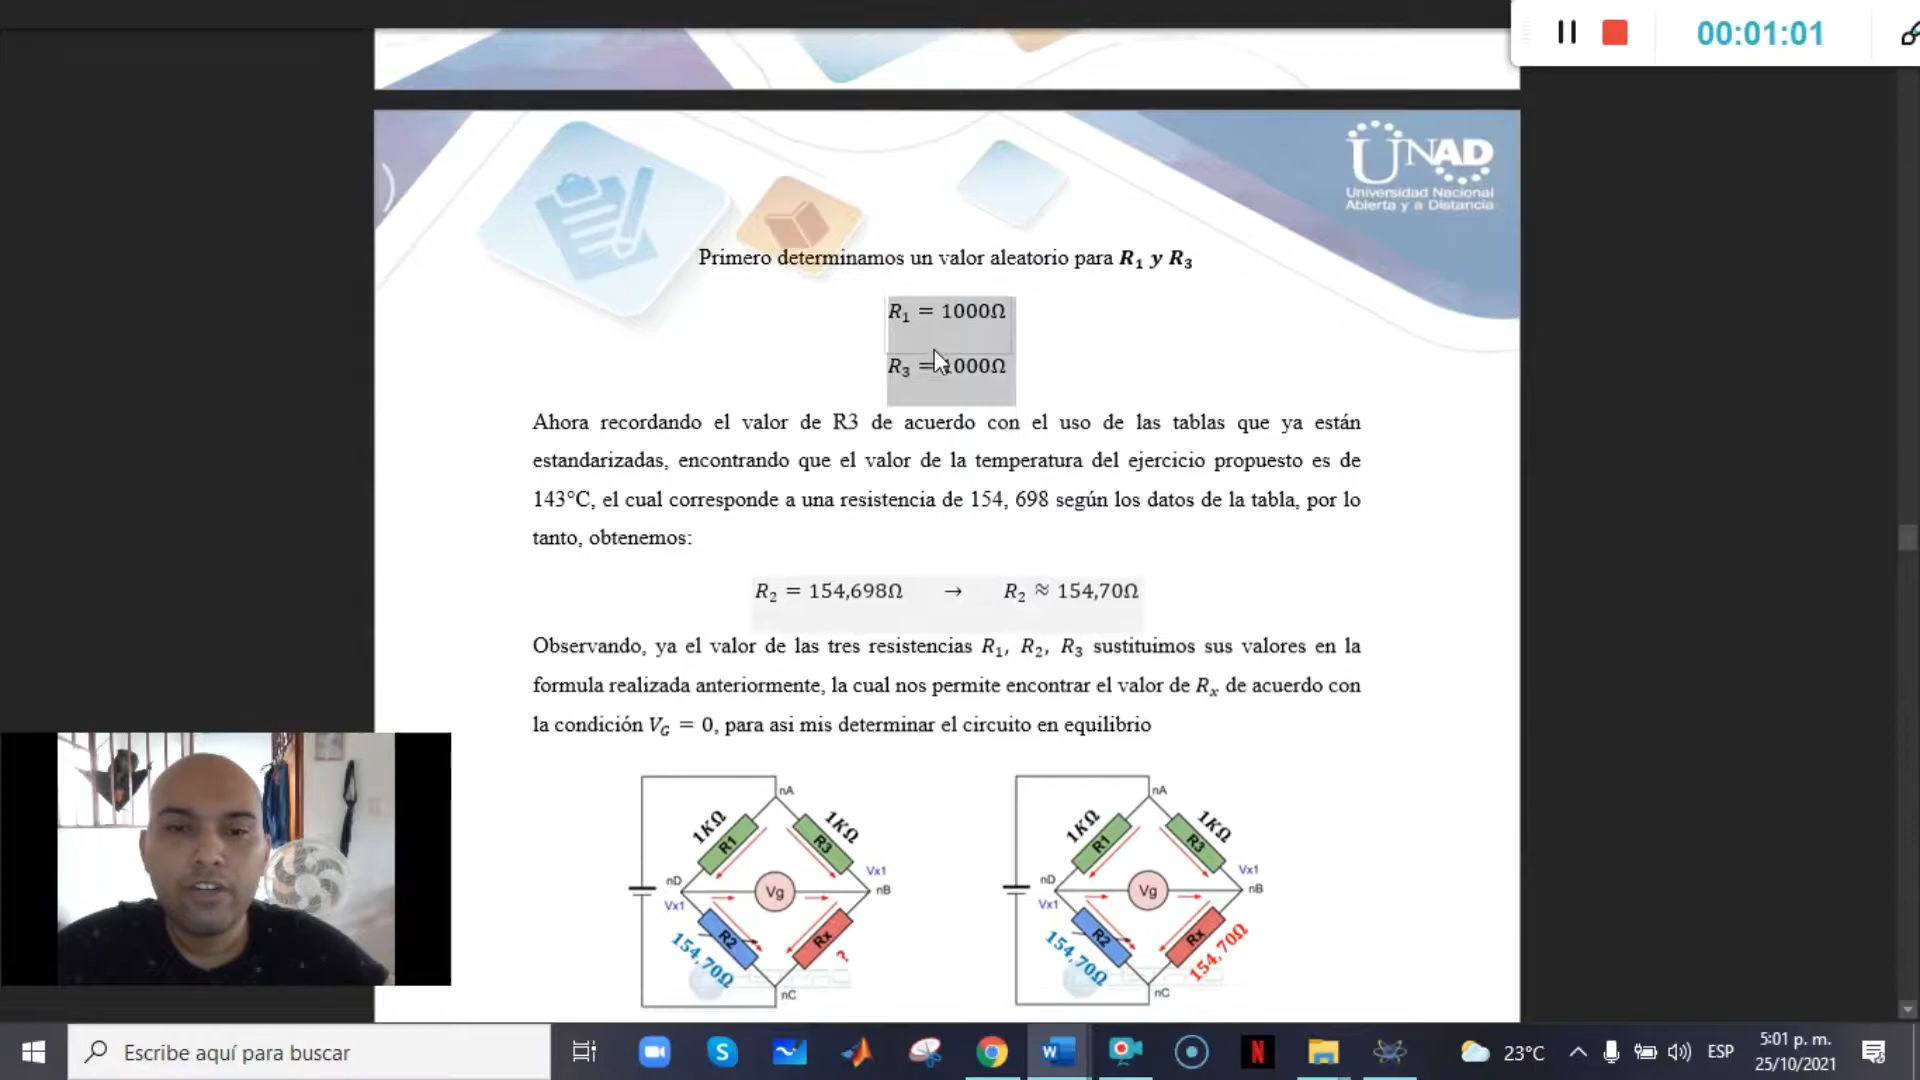 00:01:01
UNAD
Universidad Nacional
Abierta y a Distancia
Primero determinamos un valor aleatorio para R₁ y R₃
R₁ = 1000Ω
R₃ = 1000Ω
Ahora recordando el valor de R3 de acuerdo con el uso de las tablas que ya están
estandarizadas, encontrando que el valor de la temperatura del ejercicio propuesto es de
143°C, el cual corresponde a una resistencia de 154, 698 según los datos de la tabla, por lo
tanto, obtenemos:
R₂ = 154,698Ω → R₂ ≈ 154,70Ω
Observando, ya el valor de las tres resistencias R₁, R₂, R₃ sustituimos sus valores en la
formula realizada anteriormente, la cual nos permite encontrar el valor de Rₓ de acuerdo con
la condición V_G = 0, para asi mis determinar el circuito en equilibrio
nA
1KΩ
1KΩ
R1
R3
Vx1
nD
Vg
nB
Vx1
R2
Rx
154,70Ω
?
nC
nA
1KΩ
1KΩ
R1
R3
Vx1
nD
Vg
nB
Vx1
R2
Rx
154,70Ω
154,70Ω
nC
Escribe aquí para buscar
23°C
ESP
5:01 p. m.
25/10/2021